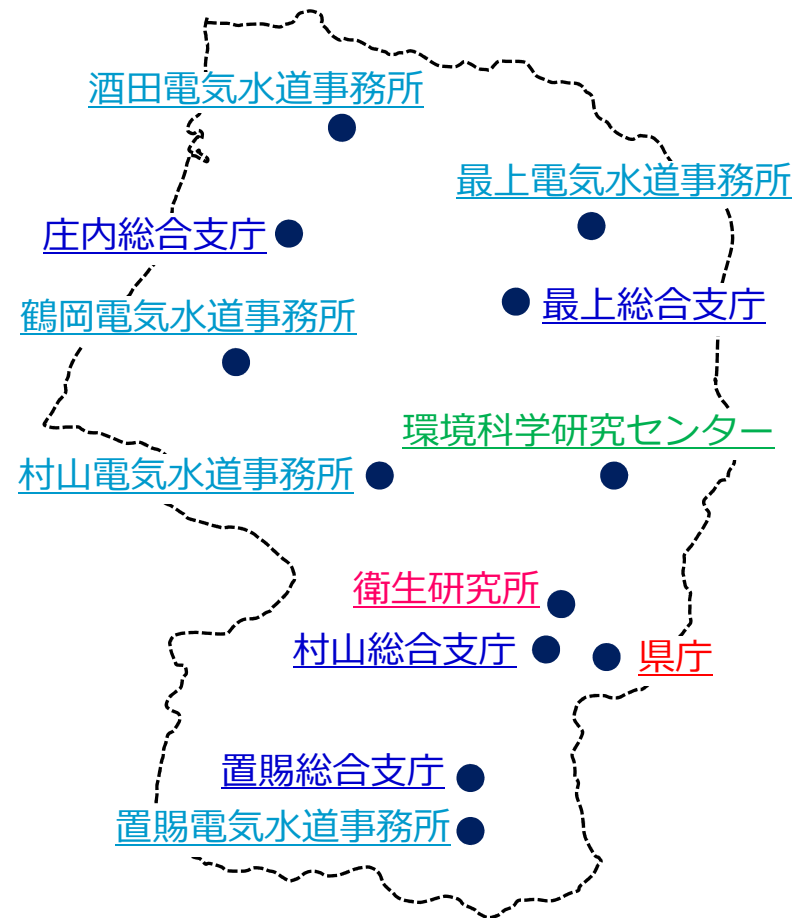 酒田電気水道事務所
最上電気水道事務所
庄内総合支庁
最上総合支庁
鶴岡電気水道事務所
環境科学研究センター
村山電気水道事務所
衛生研究所
村山総合支庁
県庁
置賜総合支庁
置賜電気水道事務所